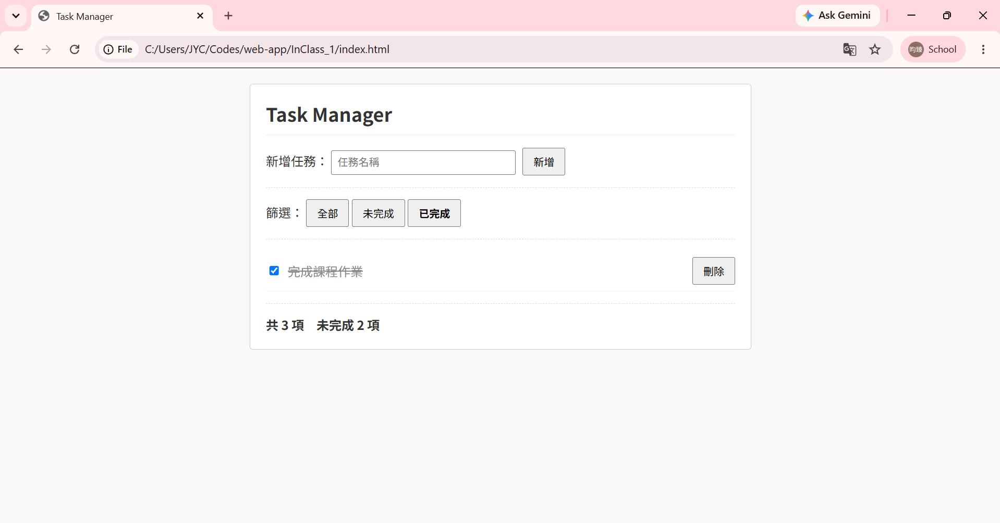 Task Manager
Ask Gemini
File C:/Users/JYC/Codes/web-app/InClass_1/index.html
昀臻 School
Task Manager
新增任務： 任務名稱 新增
篩選： 全部 未完成 已完成
完成課程作業 刪除
共 3 項 未完成 2 項